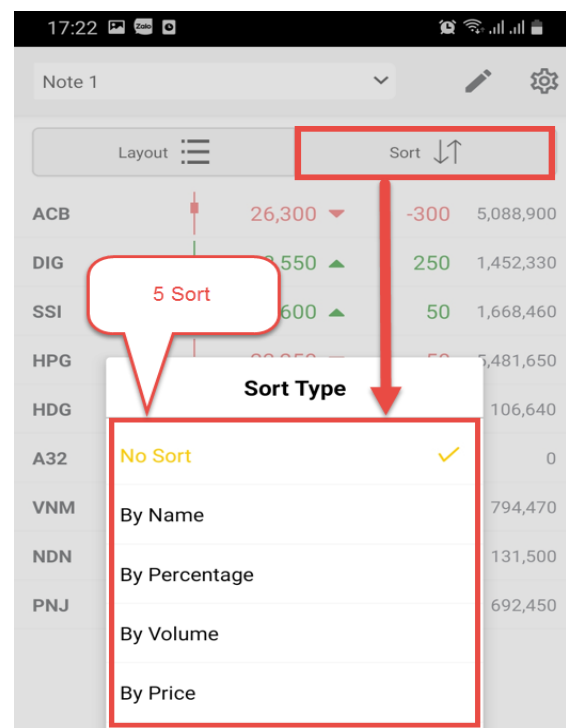 17:22 Zalo
Note 1
Layout Sort
ACB 26,300 -300 5,088,900
DIG 550 250 1,452,330
5 Sort
SSI 600 50 1,668,460
HPG 5,481,650
Sort Type
HDG 106,640
A32 0
No Sort
VNM 794,470
By Name
NDN 131,500
By Percentage
PNJ 692,450
By Volume
By Price